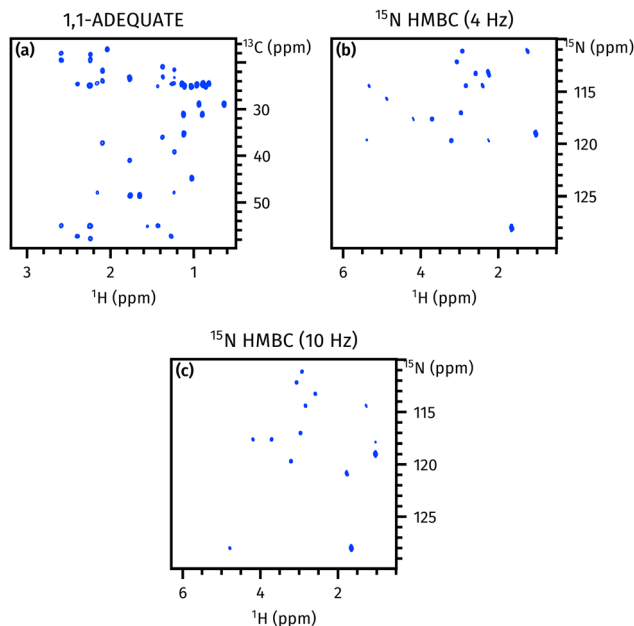 1,1-ADEQUATE
¹⁵N HMBC (4 Hz)
(a)
¹³C (ppm)
(b)
¹⁵N (ppm)
30
40
50
115
120
125
3 2 1
6 4 2
¹H (ppm)
¹H (ppm)
¹⁵N HMBC (10 Hz)
(c)
¹⁵N (ppm)
115
120
125
6 4 2
¹H (ppm)